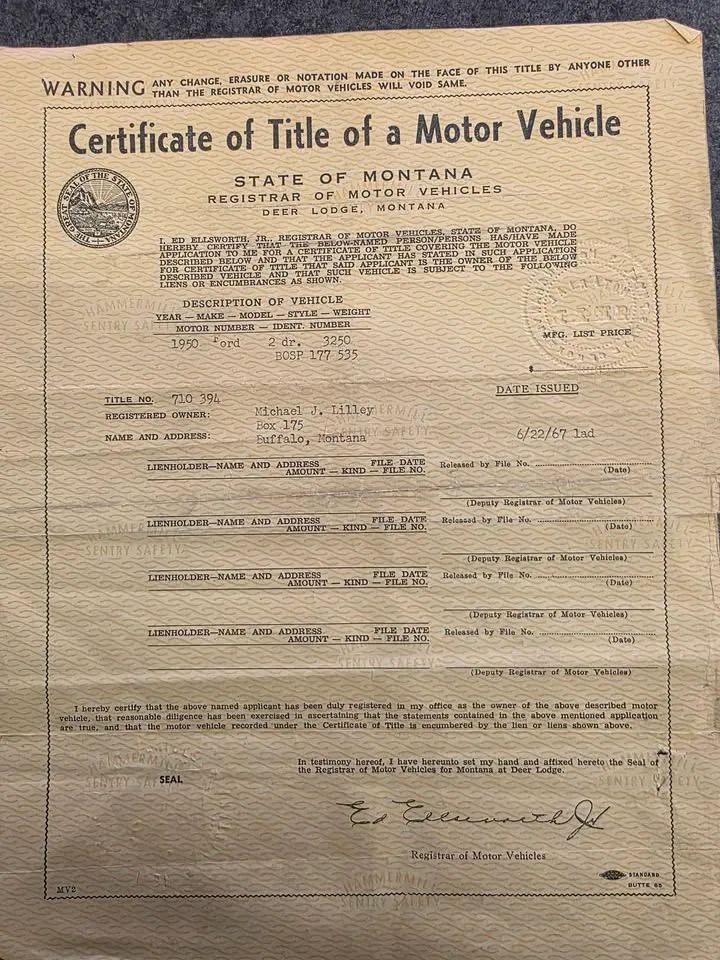 WARNING ANY CHANGE, ERASURE OR NOTATION MADE ON THE FACE OF THIS TITLE BY ANYONE OTHER
THAN THE REGISTRAR OF MOTOR VEHICLES WILL VOID SAME.
Certificate of Title of a Motor Vehicle
THE GREAT SEAL OF THE STATE OF MONTANA
STATE OF MONTANA
REGISTRAR OF MOTOR VEHICLES
DEER LODGE, MONTANA
I, ED ELLSWORTH, JR., REGISTRAR OF MOTOR VEHICLES, STATE OF MONTANA, DO
HEREBY CERTIFY THAT THE BELOW-NAMED PERSON/PERSONS HAS/HAVE MADE
APPLICATION TO ME FOR A CERTIFICATE OF TITLE COVERING THE MOTOR VEHICLE
DESCRIBED BELOW AND THAT THE APPLICANT HAS STATED IN SUCH APPLICATION
FOR CERTIFICATE OF TITLE THAT SAID APPLICANT IS THE OWNER OF THE BELOW
DESCRIBED VEHICLE AND THAT SUCH VEHICLE IS SUBJECT TO THE FOLLOWING
LIENS OR ENCUMBRANCES AS SHOWN.
HAMMERMILL
SENTRY SAFETY
DESCRIPTION OF VEHICLE
YEAR — MAKE — MODEL — STYLE — WEIGHT
MOTOR NUMBER — IDENT. NUMBER
1950 Ford 2 dr. 3250
BOSP 177 535
MFG. LIST PRICE
$
DATE ISSUED
TITLE NO. 710 394
REGISTERED OWNER: Michael J. Lilley
Box 175
NAME AND ADDRESS: Buffalo, Montana
6/22/67 lad
LIENHOLDER—NAME AND ADDRESS FILE DATE
AMOUNT — KIND — FILE NO.
Released by File No.
(Date)
(Deputy Registrar of Motor Vehicles)
LIENHOLDER—NAME AND ADDRESS FILE DATE
AMOUNT — KIND — FILE NO.
Released by File No.
(Date)
(Deputy Registrar of Motor Vehicles)
LIENHOLDER—NAME AND ADDRESS FILE DATE
AMOUNT — KIND — FILE NO.
Released by File No.
(Date)
(Deputy Registrar of Motor Vehicles)
LIENHOLDER—NAME AND ADDRESS FILE DATE
AMOUNT — KIND — FILE NO.
Released by File No.
(Date)
(Deputy Registrar of Motor Vehicles)
I hereby certify that the above named applicant has been duly registered in my office as the owner of the above described motor
vehicle, that reasonable diligence has been exercised in ascertaining that the statements contained in the above mentioned application
are true, and that the motor vehicle recorded under the Certificate of Title is encumbered by the lien or liens shown above.
In testimony hereof, I have hereunto set my hand and affixed hereto the Seal of
the Registrar of Motor Vehicles for Montana at Deer Lodge.
SEAL
Ed Ellsworth Jr
Registrar of Motor Vehicles
MV2
STANDARD
BUTTE 65